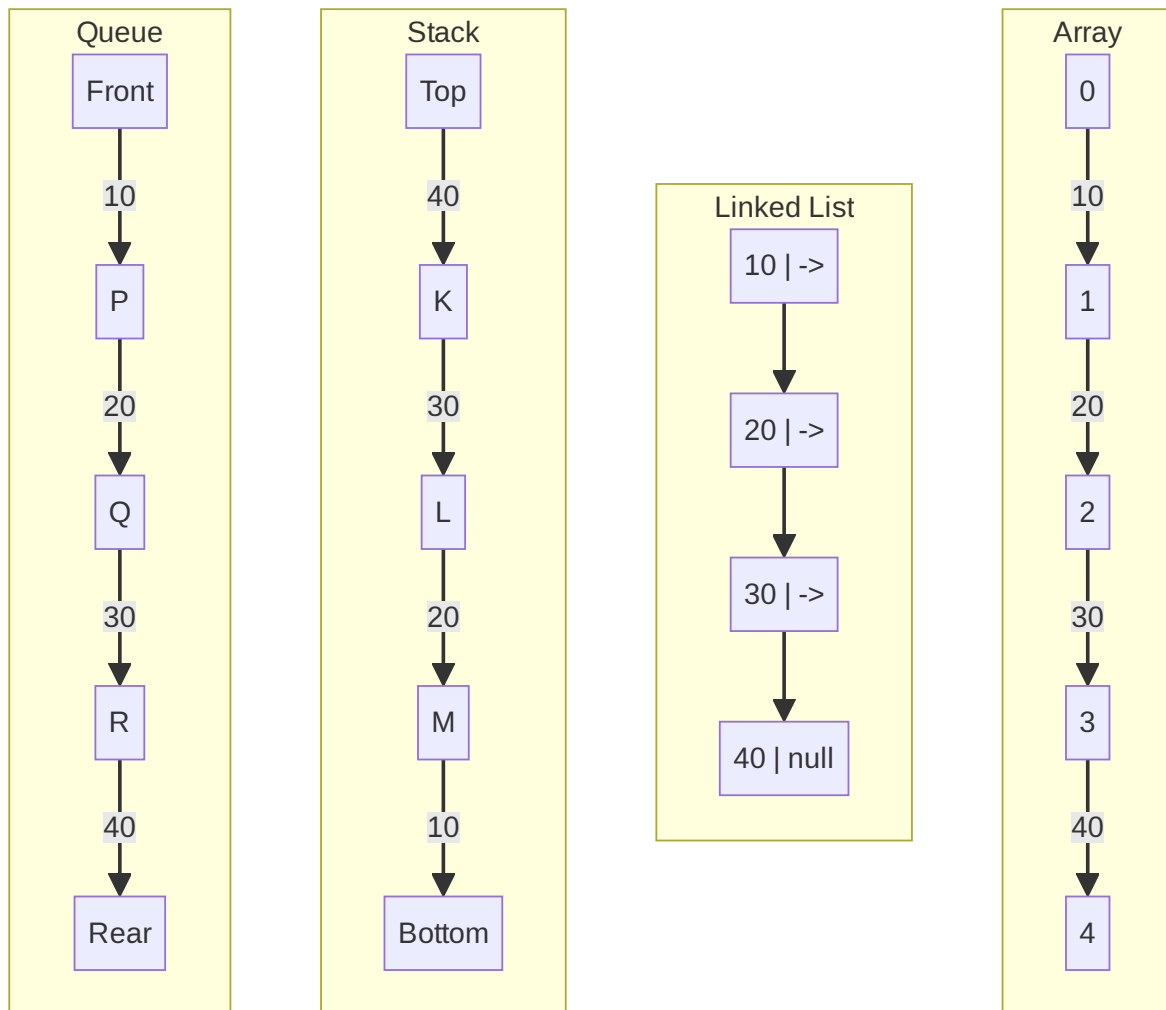 Queue
Front
10
P
20
Q
30
R
40
Rear
Stack
Top
40
K
30
L
20
M
10
Bottom
Linked List
10 | ->
20 | ->
30 | ->
40 | null
Array
0
10
1
20
2
30
3
40
4